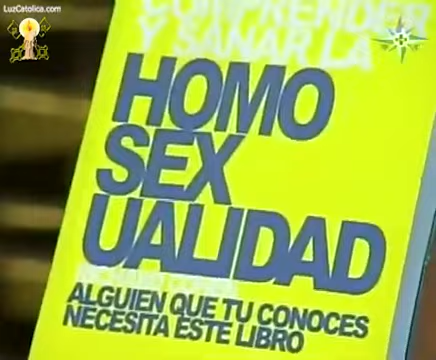 LuzCatolica.com
COMPRENDER
Y SANAR LA
HOMO
SEX
UALIDAD
ALGUIEN QUE TU CONOCES
NECESITA ESTE LIBRO